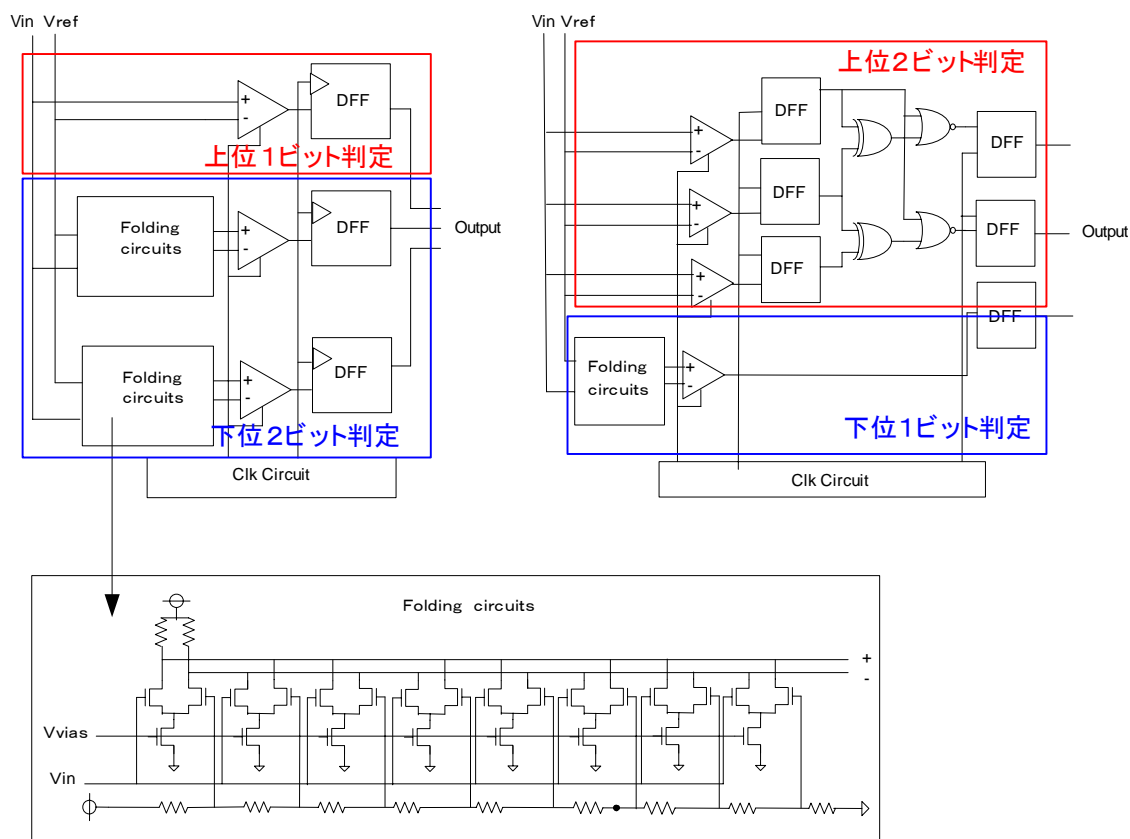 Vin Vref
上位1ビット判定
+
-
DFF
Folding
circuits
+
-
DFF
Output
Folding
circuits
+
-
DFF
下位2ビット判定
Clk Circuit
Vin Vref
上位2ビット判定
+
-
DFF
DFF
+
-
DFF
DFF
Output
+
-
DFF
DFF
Folding
circuits
+
-
下位1ビット判定
Clk Circuit
Folding circuits
+
-
Vvias
Vin